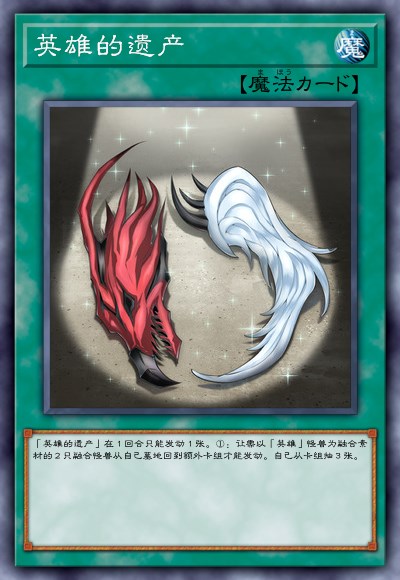 英雄的遗产
魔
【魔法カード】
まほう
「英雄的遗产」在1回合只能发动1张。①：让需以「英雄」怪兽为融合素
材的2只融合怪兽从自己墓地回到额外卡组才能发动。自己从卡组抽3张。